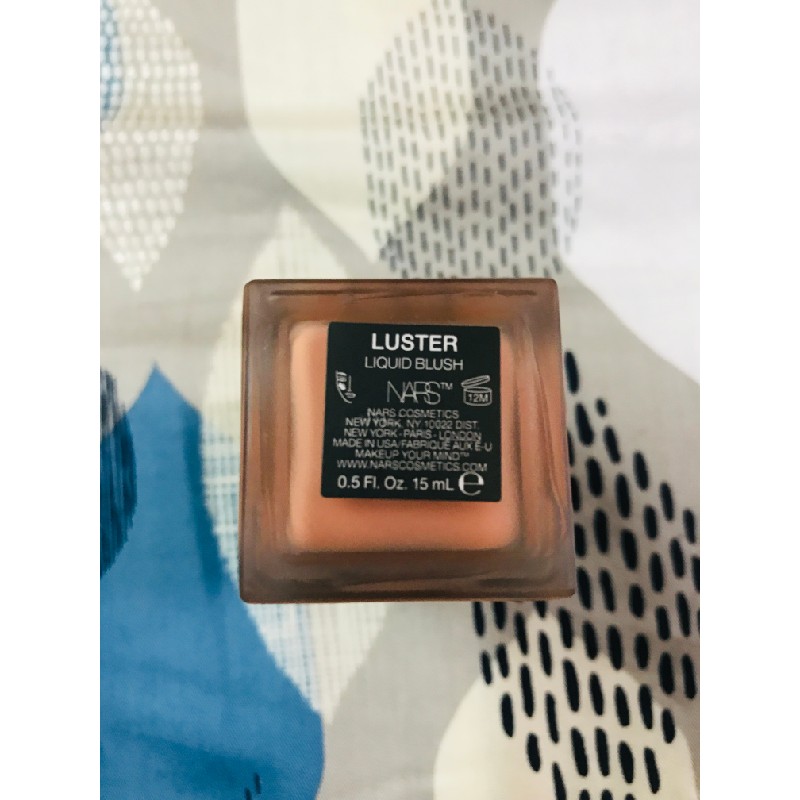 LUSTER
LIQUID BLUSH
NARS™
12M
NARS COSMETICS
NEW YORK, NY 10022 DIST.
NEW YORK - PARIS - LONDON
MADE IN USA/FABRIQUÉ AUX É-U
MAKEUP YOUR MIND™
WWW.NARSCOSMETICS.COM
0.5 Fl. Oz. 15 mL ℮